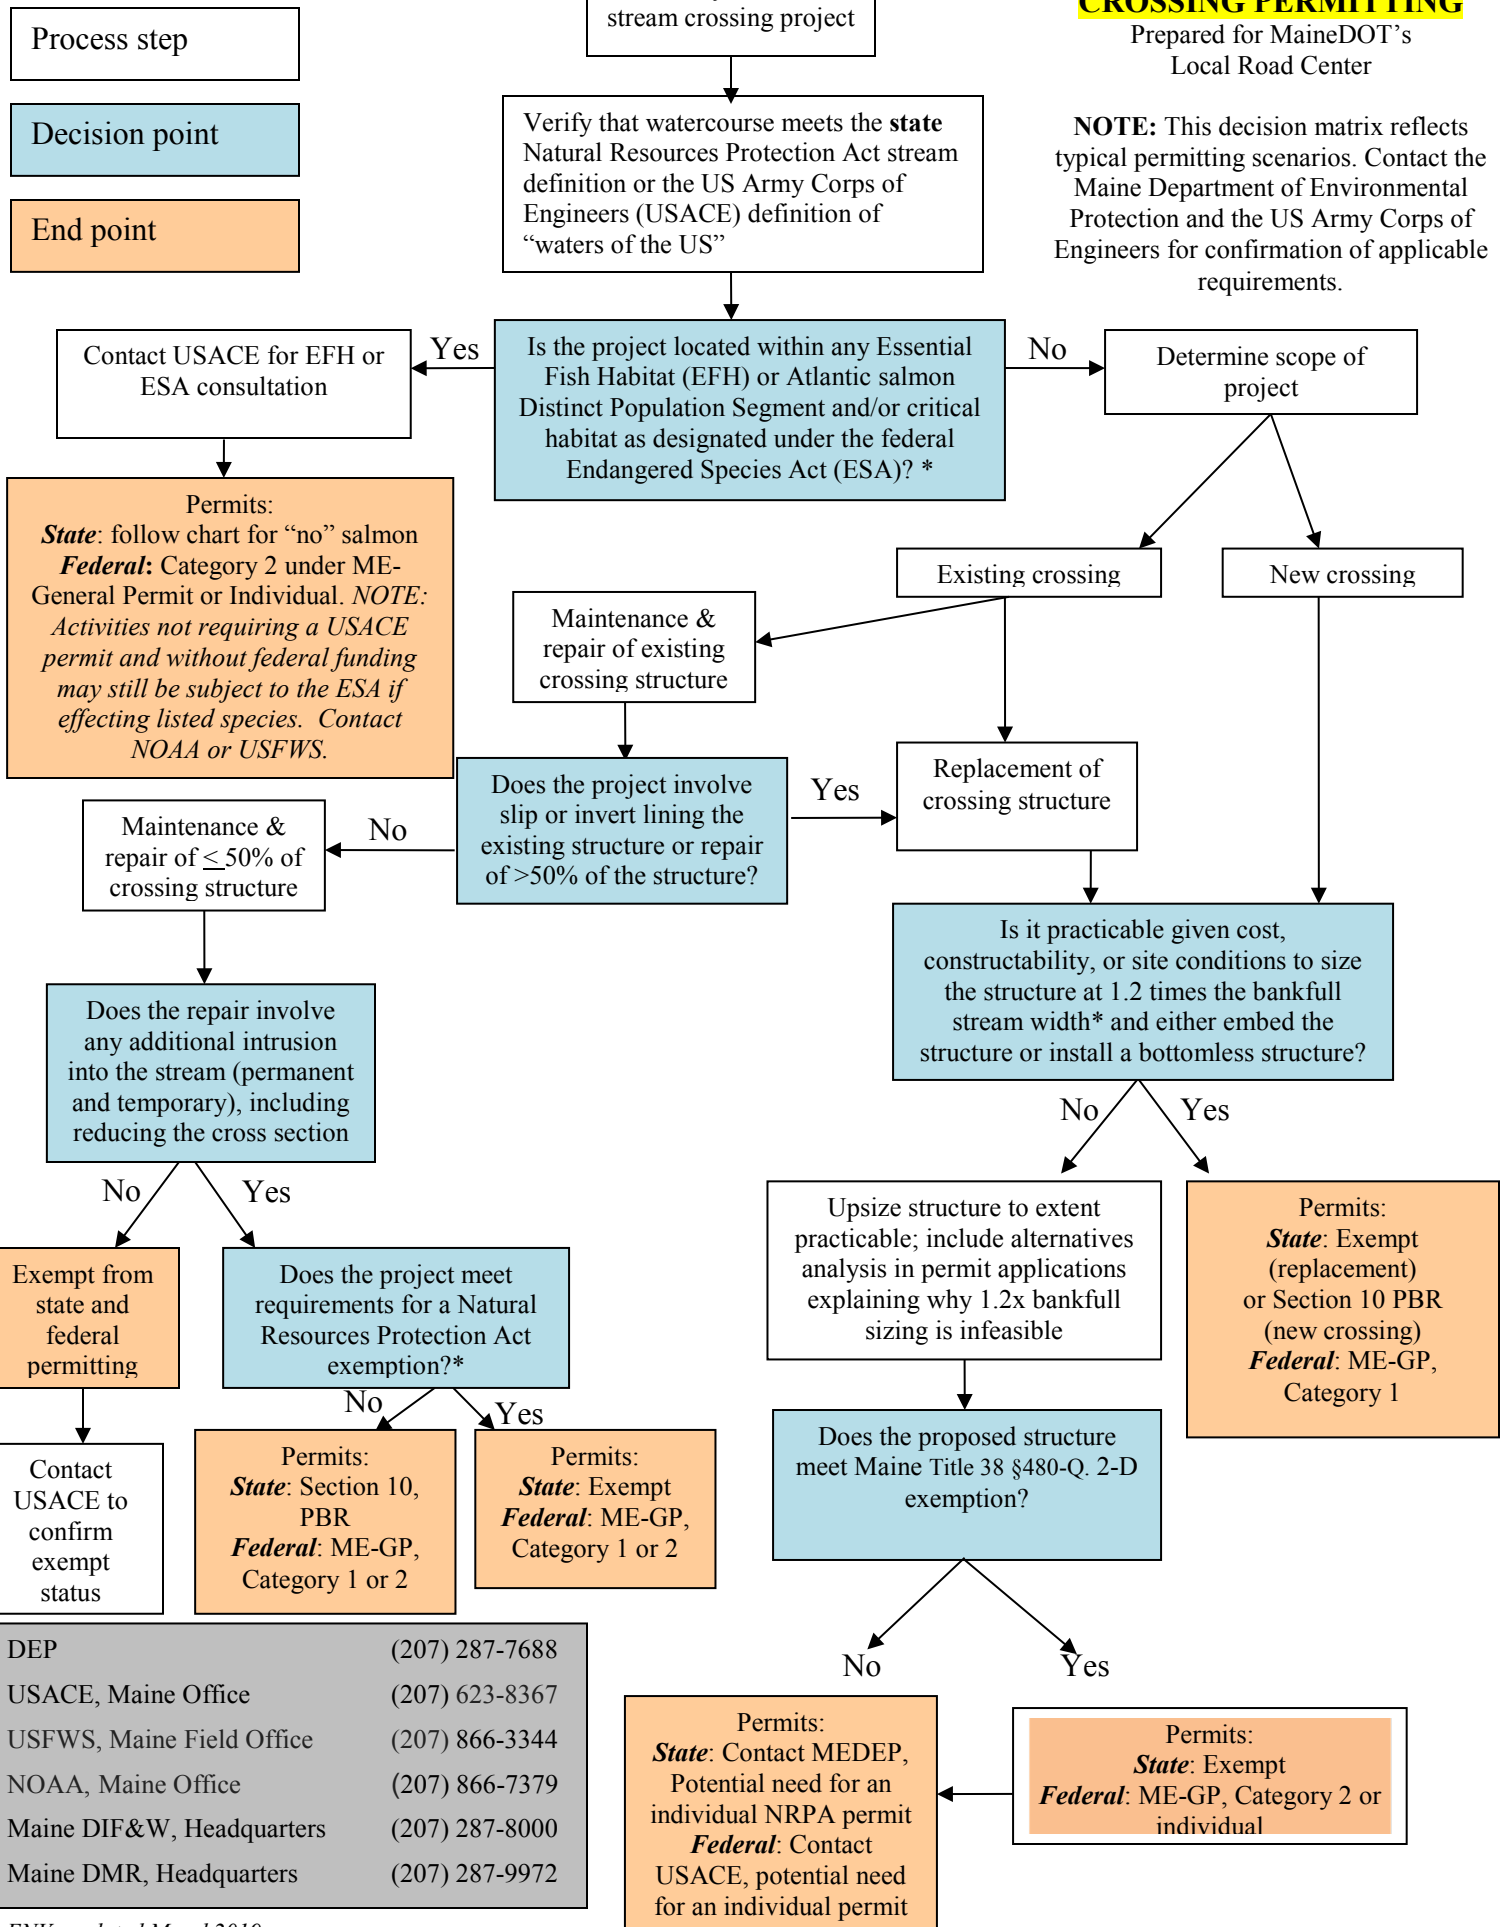 Process step
Decision point
End point
stream crossing project
CROSSING PERMITTING
Prepared for MaineDOT's
Local Road Center
NOTE: This decision matrix reflects
typical permitting scenarios. Contact the
Maine Department of Environmental
Protection and the US Army Corps of
Engineers for confirmation of applicable
requirements.
Verify that watercourse meets the state
Natural Resources Protection Act stream
definition or the US Army Corps of
Engineers (USACE) definition of
“waters of the US”
Is the project located within any Essential
Fish Habitat (EFH) or Atlantic salmon
Distinct Population Segment and/or critical
habitat as designated under the federal
Endangered Species Act (ESA)? *
Yes
No
Contact USACE for EFH or
ESA consultation
Determine scope of
project
Permits:
State: follow chart for “no” salmon
Federal: Category 2 under ME-
General Permit or Individual. NOTE:
Activities not requiring a USACE
permit and without federal funding
may still be subject to the ESA if
effecting listed species. Contact
NOAA or USFWS.
Existing crossing
New crossing
Maintenance &
repair of existing
crossing structure
Does the project involve
slip or invert lining the
existing structure or repair
of >50% of the structure?
Yes
No
Replacement of
crossing structure
Maintenance &
repair of < 50% of
crossing structure
Is it practicable given cost,
constructability, or site conditions to size
the structure at 1.2 times the bankfull
stream width* and either embed the
structure or install a bottomless structure?
Does the repair involve
any additional intrusion
into the stream (permanent
and temporary), including
reducing the cross section
No
Yes
No
Yes
Exempt from
state and
federal
permitting
Does the project meet
requirements for a Natural
Resources Protection Act
exemption?*
Upsize structure to extent
practicable; include alternatives
analysis in permit applications
explaining why 1.2x bankfull
sizing is infeasible
Permits:
State: Exempt
(replacement)
or Section 10 PBR
(new crossing)
Federal: ME-GP,
Category 1
No
Yes
Contact
USACE to
confirm
exempt
status
Permits:
State: Section 10,
PBR
Federal: ME-GP,
Category 1 or 2
Permits:
State: Exempt
Federal: ME-GP,
Category 1 or 2
Does the proposed structure
meet Maine Title 38 §480-Q. 2-D
exemption?
No
Yes
DEP (207) 287-7688
USACE, Maine Office (207) 623-8367
USFWS, Maine Field Office (207) 866-3344
NOAA, Maine Office (207) 866-7379
Maine DIF&W, Headquarters (207) 287-8000
Maine DMR, Headquarters (207) 287-9972
Permits:
State: Contact MEDEP,
Potential need for an
individual NRPA permit
Federal: Contact
USACE, potential need
for an individual permit
Permits:
State: Exempt
Federal: ME-GP, Category 2 or
individual